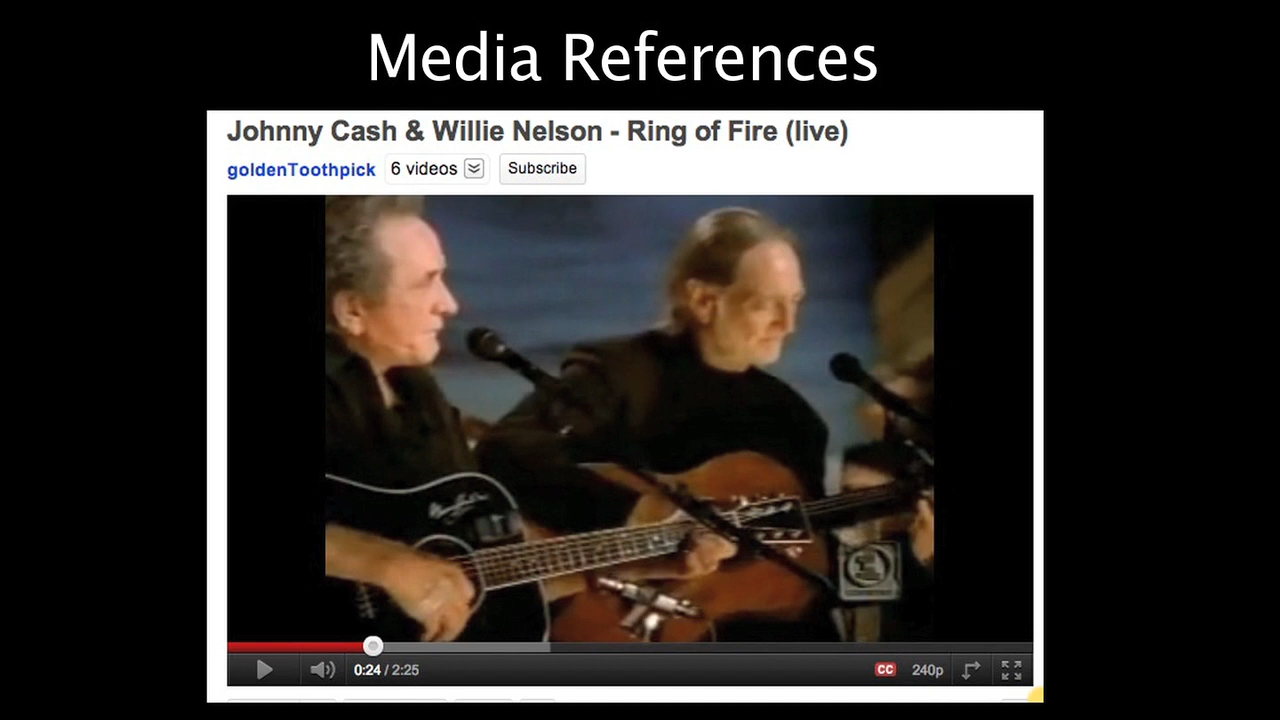 Media References
Johnny Cash & Willie Nelson - Ring of Fire (live)
goldenToothpick 6 videos Subscribe
0:24 / 2:25 CC 240p